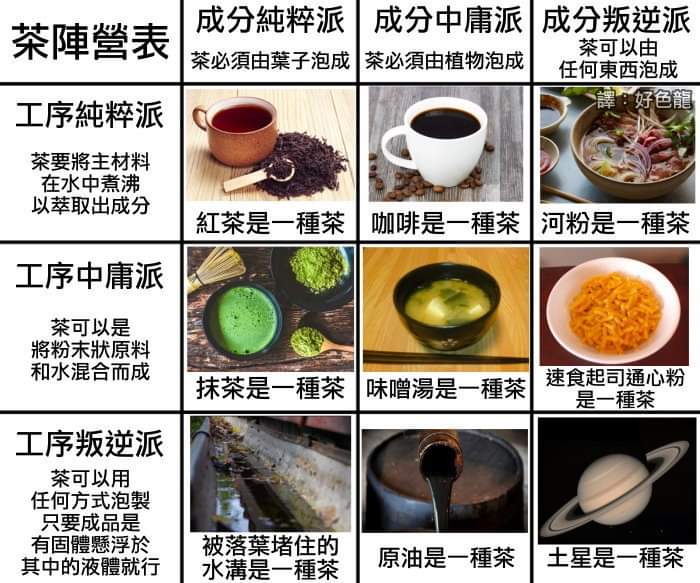 茶陣營表
成分純粹派
茶必須由葉子泡成
成分中庸派
茶必須由植物泡成
成分叛逆派
茶可以由
任何東西泡成
譯:好色龍
工序純粹派
茶要將主材料
在水中煮沸
以萃取出成分
紅茶是一種茶
咖啡是一種茶
河粉是一種茶
工序中庸派
茶可以是
將粉末狀原料
和水混合而成
抹茶是一種茶
味噌湯是一種茶
速食起司通心粉
是一種茶
工序叛逆派
茶可以用
任何方式泡製
只要成品是
有固體懸浮於
其中的液體就行
被落葉堵住的
水溝是一種茶
原油是一種茶
土星是一種茶